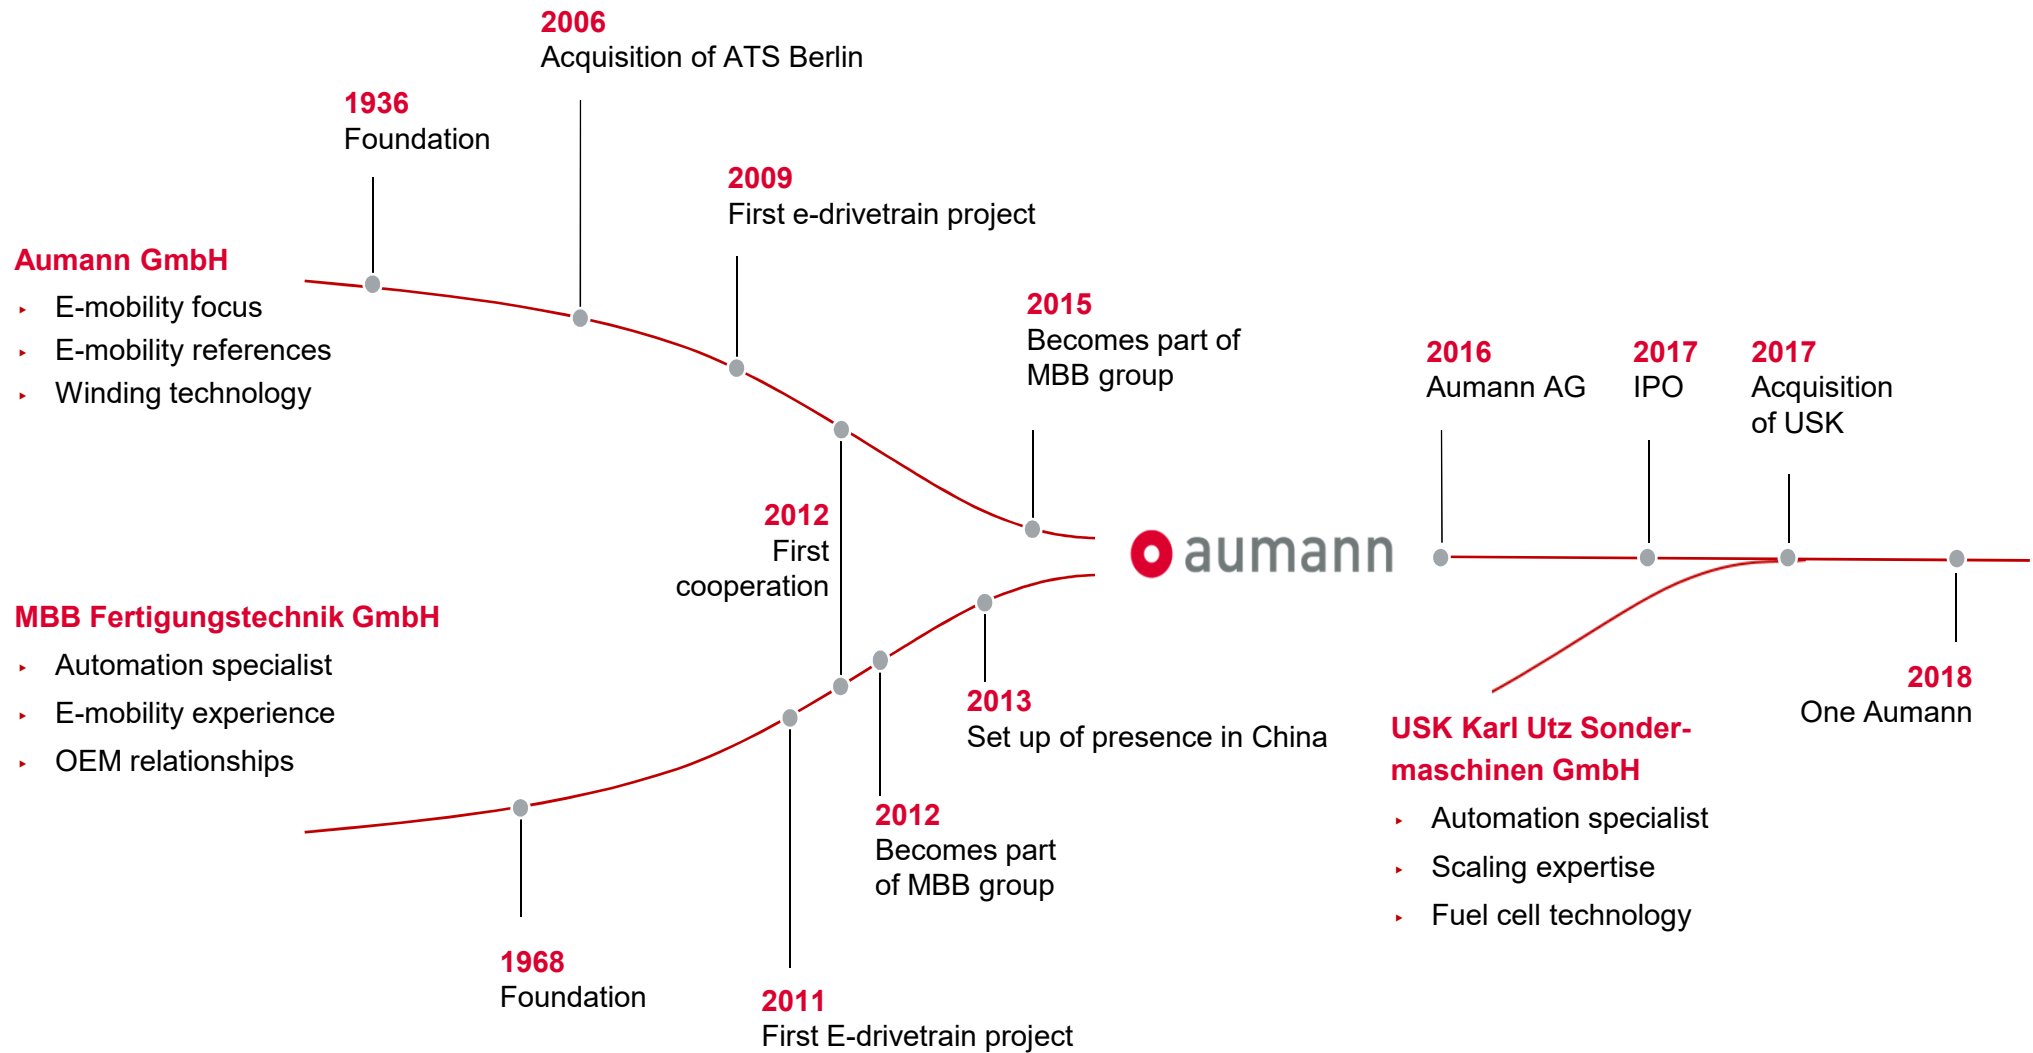 2006
Acquisition of ATS Berlin
1936
Foundation
2009
First e-drivetrain project
Aumann GmbH
E-mobility focus
E-mobility references
Winding technology
2015
Becomes part of
MBB group
2016
Aumann AG
2017
IPO
2017
Acquisition
of USK
2012
First
cooperation
aumann
MBB Fertigungstechnik GmbH
Automation specialist
E-mobility experience
OEM relationships
2013
Set up of presence in China
2018
One Aumann
USK Karl Utz Sonder-
maschinen GmbH
Automation specialist
Scaling expertise
Fuel cell technology
2012
Becomes part
of MBB group
1968
Foundation
2011
First E-drivetrain project